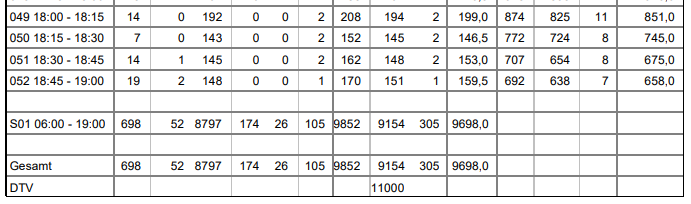 049 18:00 - 18:15 14 0 192 0 0 2 208 194 2 199,0 874 825 11 851,0
050 18:15 - 18:30 7 0 143 0 0 2 152 145 2 146,5 772 724 8 745,0
051 18:30 - 18:45 14 1 145 0 0 2 162 148 2 153,0 707 654 8 675,0
052 18:45 - 19:00 19 2 148 0 0 1 170 151 1 159,5 692 638 7 658,0
S01 06:00 - 19:00 698 52 8797 174 26 105 9852 9154 305 9698,0
Gesamt 698 52 8797 174 26 105 9852 9154 305 9698,0
DTV 11000